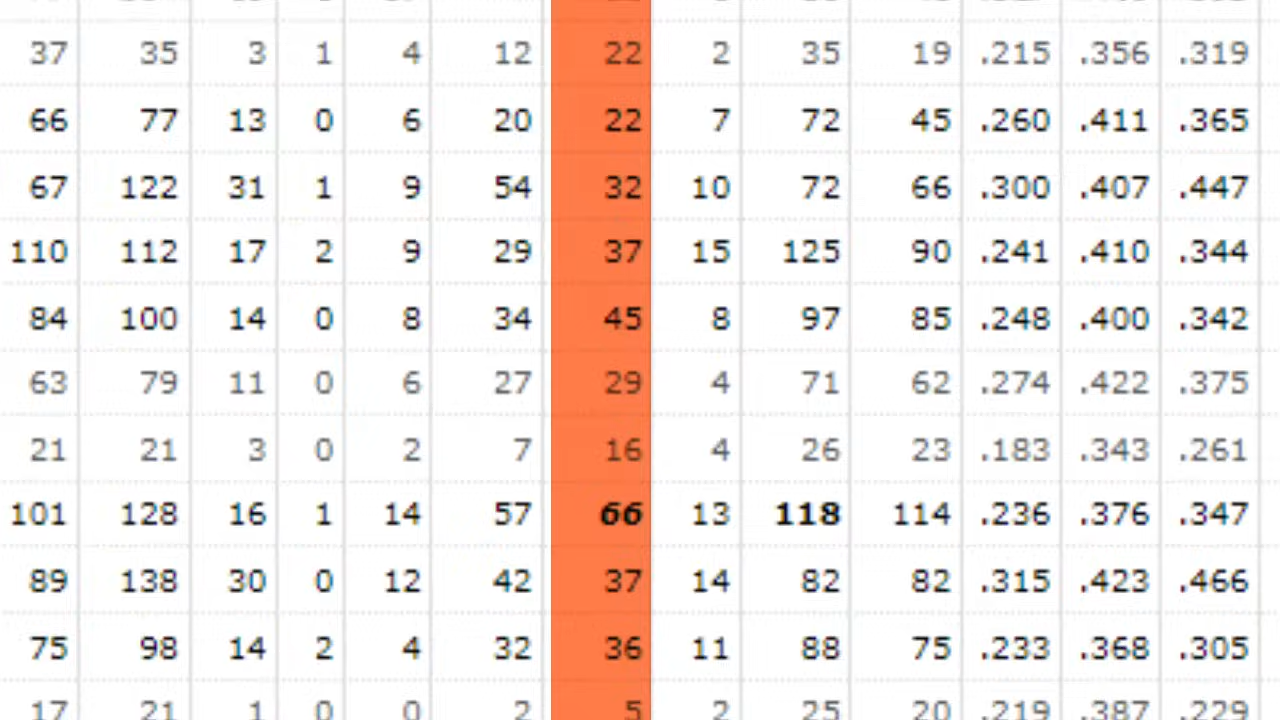 37 35 3 1 4 12 22 2 35 19 .215 .356 .319
66 77 13 0 6 20 22 7 72 45 .260 .411 .365
67 122 31 1 9 54 32 10 72 66 .300 .407 .447
110 112 17 2 9 29 37 15 125 90 .241 .410 .344
84 100 14 0 8 34 45 8 97 85 .248 .400 .342
63 79 11 0 6 27 29 4 71 62 .274 .422 .375
21 21 3 0 2 7 16 4 26 23 .183 .343 .261
101 128 16 1 14 57 66 13 118 114 .236 .376 .347
89 138 30 0 12 42 37 14 82 82 .315 .423 .466
75 98 14 2 4 32 36 11 88 75 .233 .368 .305
17 21 1 0 0 2 5 2 25 20 .219 .387 .229